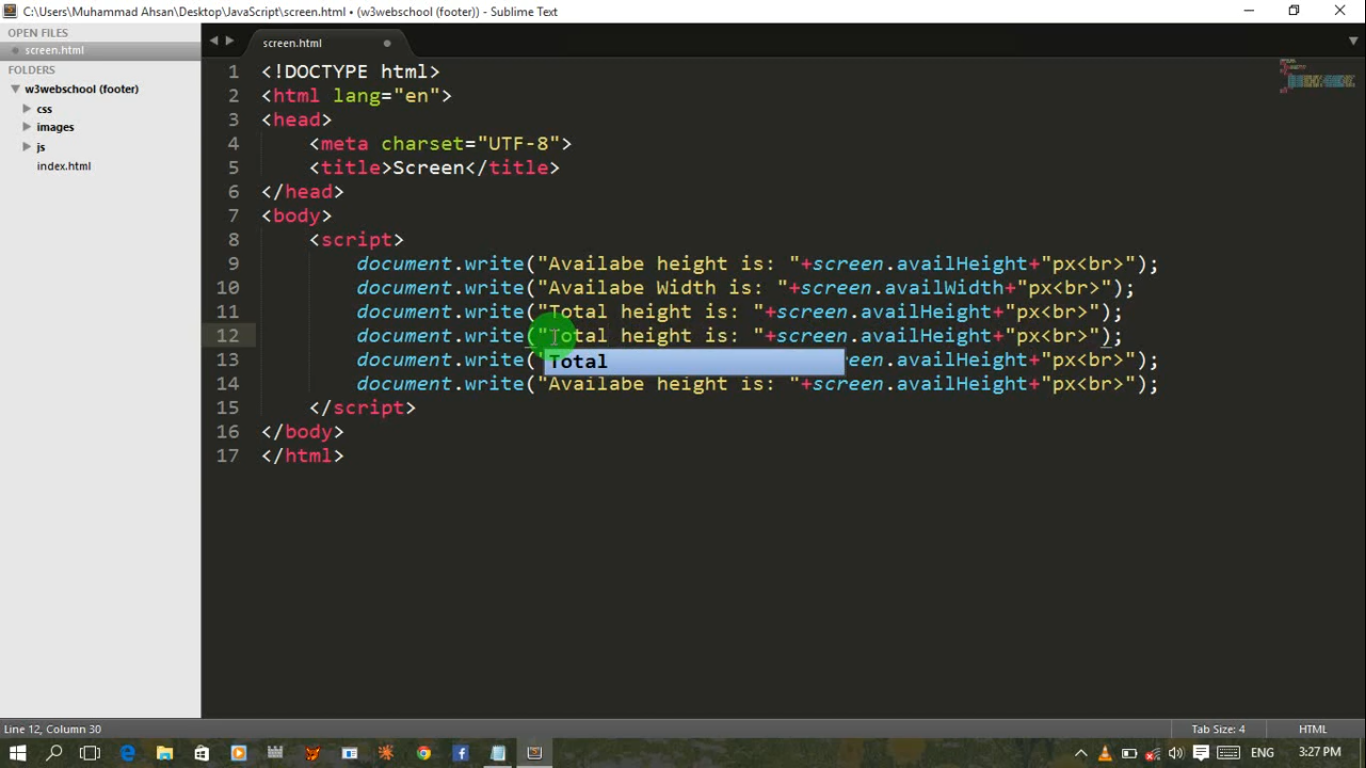 C:\Users\Muhammad Ahsan\Desktop\JavaScript\screen.html • (w3webschool (footer)) - Sublime Text
OPEN FILES
screen.html
FOLDERS
w3webschool (footer)
css
images
js
index.html
screen.html
1 <!DOCTYPE html>
2 <html lang="en">
3 <head>
4 <meta charset="UTF-8">
5 <title>Screen</title>
6 </head>
7 <body>
8 <script>
9 document.write("Availabe height is: "+screen.availHeight+"px<br>");
10 document.write("Availabe Width is: "+screen.availWidth+"px<br>");
11 document.write("Total height is: "+screen.availHeight+"px<br>");
12 document.write("Total height is: "+screen.availHeight+"px<br>");
13 document.write(" Total een.availHeight+"px<br>");
14 document.write("Availabe height is: "+screen.availHeight+"px<br>");
15 </script>
16 </body>
17 </html>
Line 12, Column 30
Tab Size: 4
HTML
ENG
3:27 PM